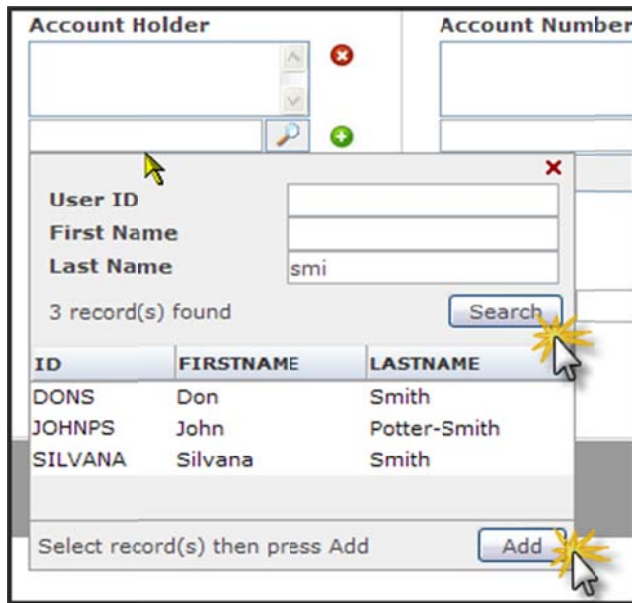 Account Holder Account Number
User ID
First Name
Last Name smi
3 record(s) found Search
ID FIRSTNAME LASTNAME
DONS Don Smith
JOHNPS John Potter-Smith
SILVANA Silvana Smith
Select record(s) then press Add Add